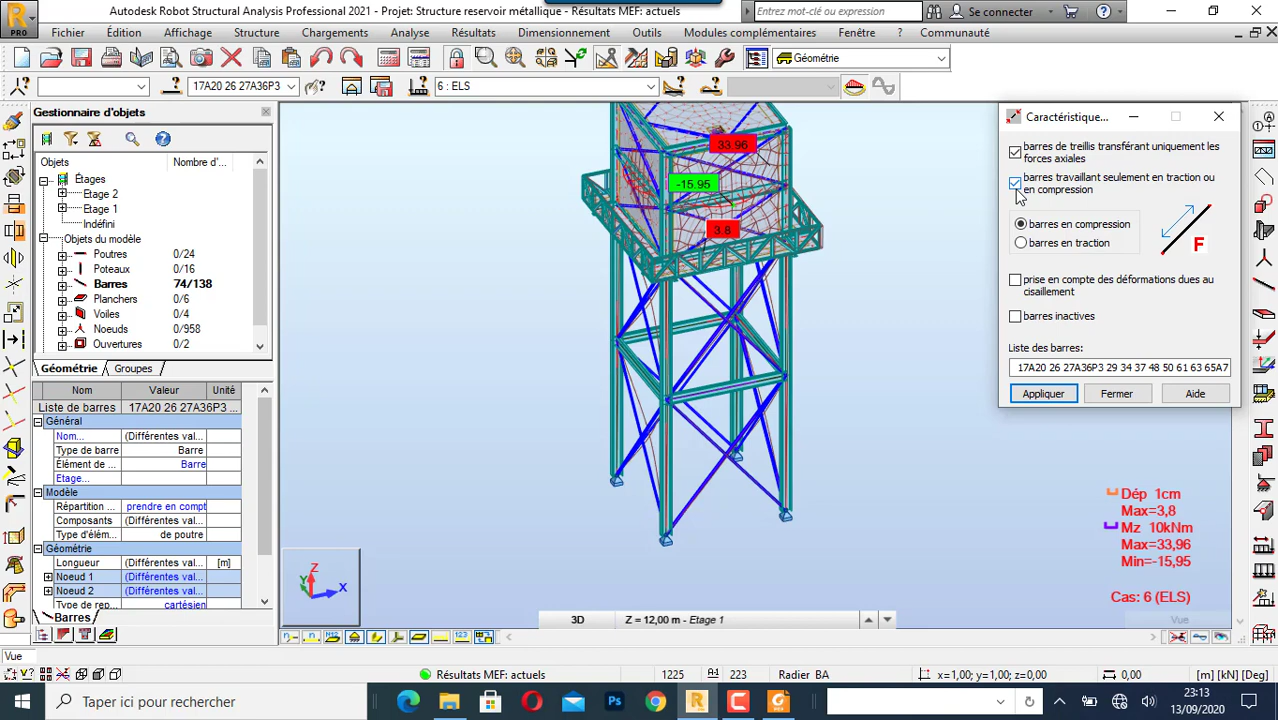 Autodesk Robot Structural Analysis Professional 2021 - Projet: Structure reservoir métallique - Résultats MEF: actuels
Entrez mot-clé ou expression
Se connecter
PRO
Fichier Édition Affichage Structure Chargements Analyse Résultats Dimensionnement Outils Modules complémentaires Fenêtre ? Communauté
Géométrie
17A20 26 27A36P3
6 : ELS
Gestionnaire d'objets
Objets Nombre d'...
Étages
Etage 2
Etage 1
Indéfini
Objets du modèle
Poutres 0/24
Poteaux 0/16
Barres 74/138
Planchers 0/6
Voiles 0/4
Noeuds 0/958
Ouvertures 0/2
Géométrie Groupes
Nom Valeur Unité
Liste de barres 17A20 26 27A36P3 ...
Général
Nom... (Différentes val...
Type de barre Barre
Élément de ... Barre
Etage...
Modèle
Répartition ... prendre en compt
Composants (Différentes val...
Type d'élém... de poutre
Géométrie
Longueur (Différentes val... [m]
Noeud 1 (Différentes val...
Noeud 2 (Différentes val...
Type de rep... cartésien
Barres
33.96
-15.95
3.8
Z
Y
X
3D Z = 12,00 m - Etage 1
Caractéristique...
barres de treillis transférant uniquement les
forces axiales
barres travaillant seulement en traction ou
en compression
barres en compression
barres en traction
F
prise en compte des déformations dues au
cisaillement
barres inactives
Liste des barres:
17A20 26 27A36P3 29 34 37 48 50 61 63 65A7
Appliquer Fermer Aide
Dép 1cm
Max=3,8
Mz 10kNm
Max=33,96
Min=-15,95
Cas: 6 (ELS)
Vue
Vue
Résultats MEF: actuels 1225 223 Radier BA x=1,00; y=1,00; z=0,00 0,00 [m] [kN] [Deg]
Taper ici pour rechercher
23:13
13/09/2020